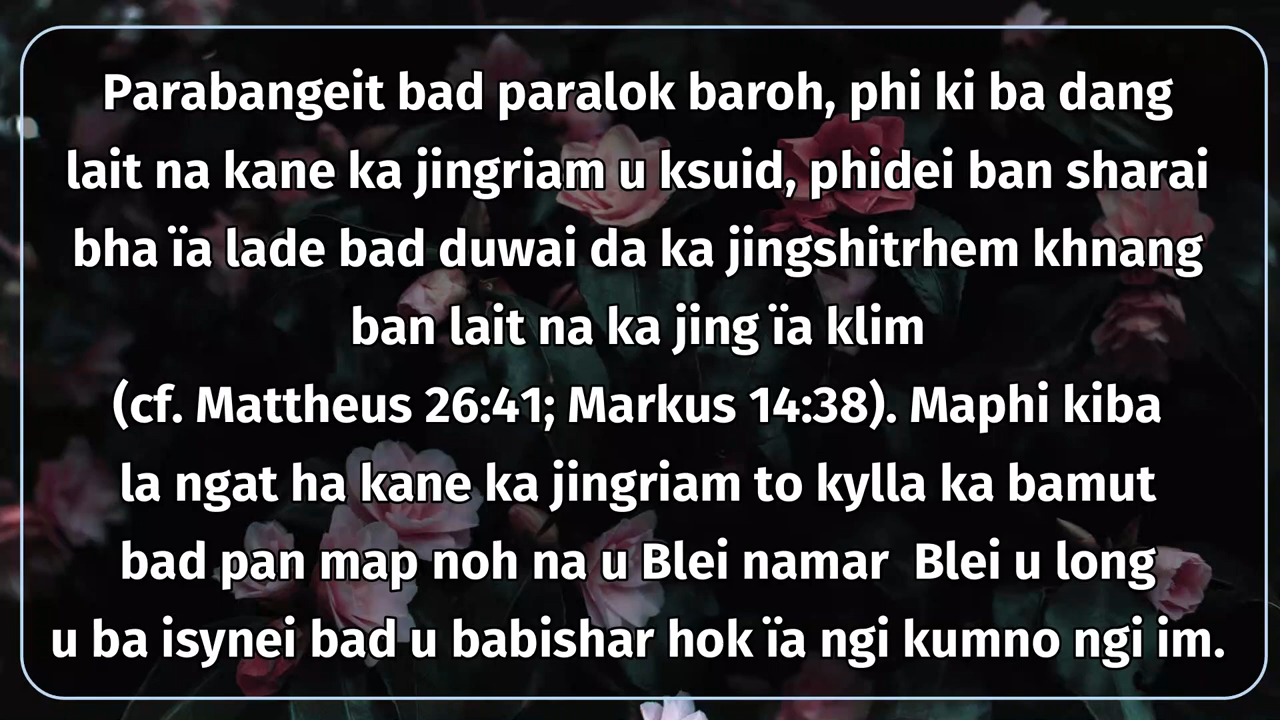 Parabangeit bad paralok baroh, phi ki ba dang
lait na kane ka jingriam u ksuid, phidei ban sharai
bha ïa lade bad duwai da ka jingshitrhem khnang
ban lait na ka jing ïa klim
(cf. Mattheus 26:41; Markus 14:38). Maphi kiba
la ngat ha kane ka jingriam to kylla ka bamut
bad pan map noh na u Blei namar  Blei u long
u ba isynei bad u babishar hok ïa ngi kumno ngi im.